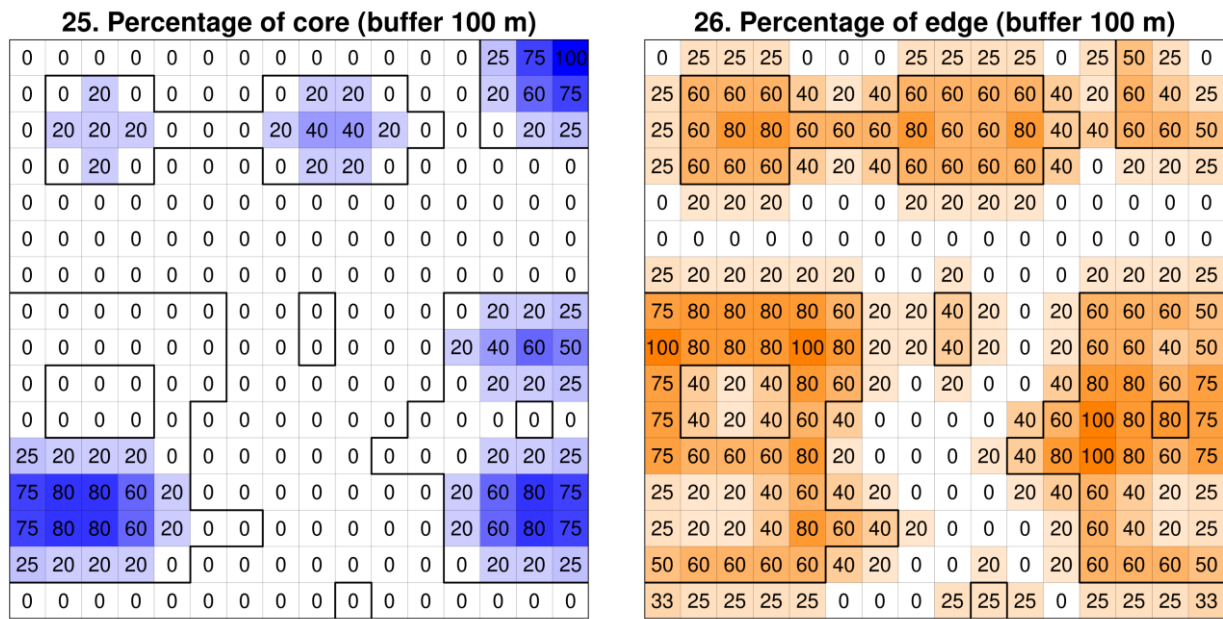 25. Percentage of core (buffer 100 m)
0 0 0 0 0 0 0 0 0 0 0 0 0 25 75 100
0 0 20 0 0 0 0 0 20 20 0 0 0 20 60 75
0 20 20 20 0 0 0 20 40 40 20 0 0 0 20 25
0 0 20 0 0 0 0 0 20 20 0 0 0 0 0 0
0 0 0 0 0 0 0 0 0 0 0 0 0 0 0 0
0 0 0 0 0 0 0 0 0 0 0 0 0 0 0 0
0 0 0 0 0 0 0 0 0 0 0 0 0 0 0 0
0 0 0 0 0 0 0 0 0 0 0 0 0 20 20 25
0 0 0 0 0 0 0 0 0 0 0 0 20 40 60 50
0 0 0 0 0 0 0 0 0 0 0 0 0 20 20 25
0 0 0 0 0 0 0 0 0 0 0 0 0 0 0 0
25 20 20 20 0 0 0 0 0 0 0 0 0 20 20 25
75 80 80 60 20 0 0 0 0 0 0 0 20 60 80 75
75 80 80 60 20 0 0 0 0 0 0 0 20 60 80 75
25 20 20 20 0 0 0 0 0 0 0 0 0 20 20 25
0 0 0 0 0 0 0 0 0 0 0 0 0 0 0 0
26. Percentage of edge (buffer 100 m)
0 25 25 25 0 0 0 25 25 25 25 0 25 50 25 0
25 60 60 60 40 20 40 60 60 60 60 40 20 60 40 25
25 60 80 80 60 60 60 80 60 60 80 40 40 60 60 50
25 60 60 60 40 20 40 60 60 60 60 40 0 20 20 25
0 20 20 20 0 0 0 20 20 20 20 0 0 0 0 0
0 0 0 0 0 0 0 0 0 0 0 0 0 0 0 0
25 20 20 20 20 20 0 0 20 0 0 0 20 20 20 25
75 80 80 80 80 60 20 20 40 20 0 20 60 60 60 50
100 80 80 80 100 80 20 20 40 20 0 20 60 60 40 50
75 40 20 40 80 60 20 0 20 0 0 40 80 80 60 75
75 40 20 40 60 40 0 0 0 0 40 60 100 80 80 75
75 60 60 60 80 20 0 0 0 20 40 80 100 80 60 75
25 20 20 40 60 40 20 0 0 0 20 40 60 40 20 25
25 20 20 40 80 60 40 20 0 0 0 20 60 40 20 25
50 60 60 60 60 40 20 0 0 20 0 20 60 60 60 50
33 25 25 25 25 0 0 0 25 25 25 0 25 25 25 33